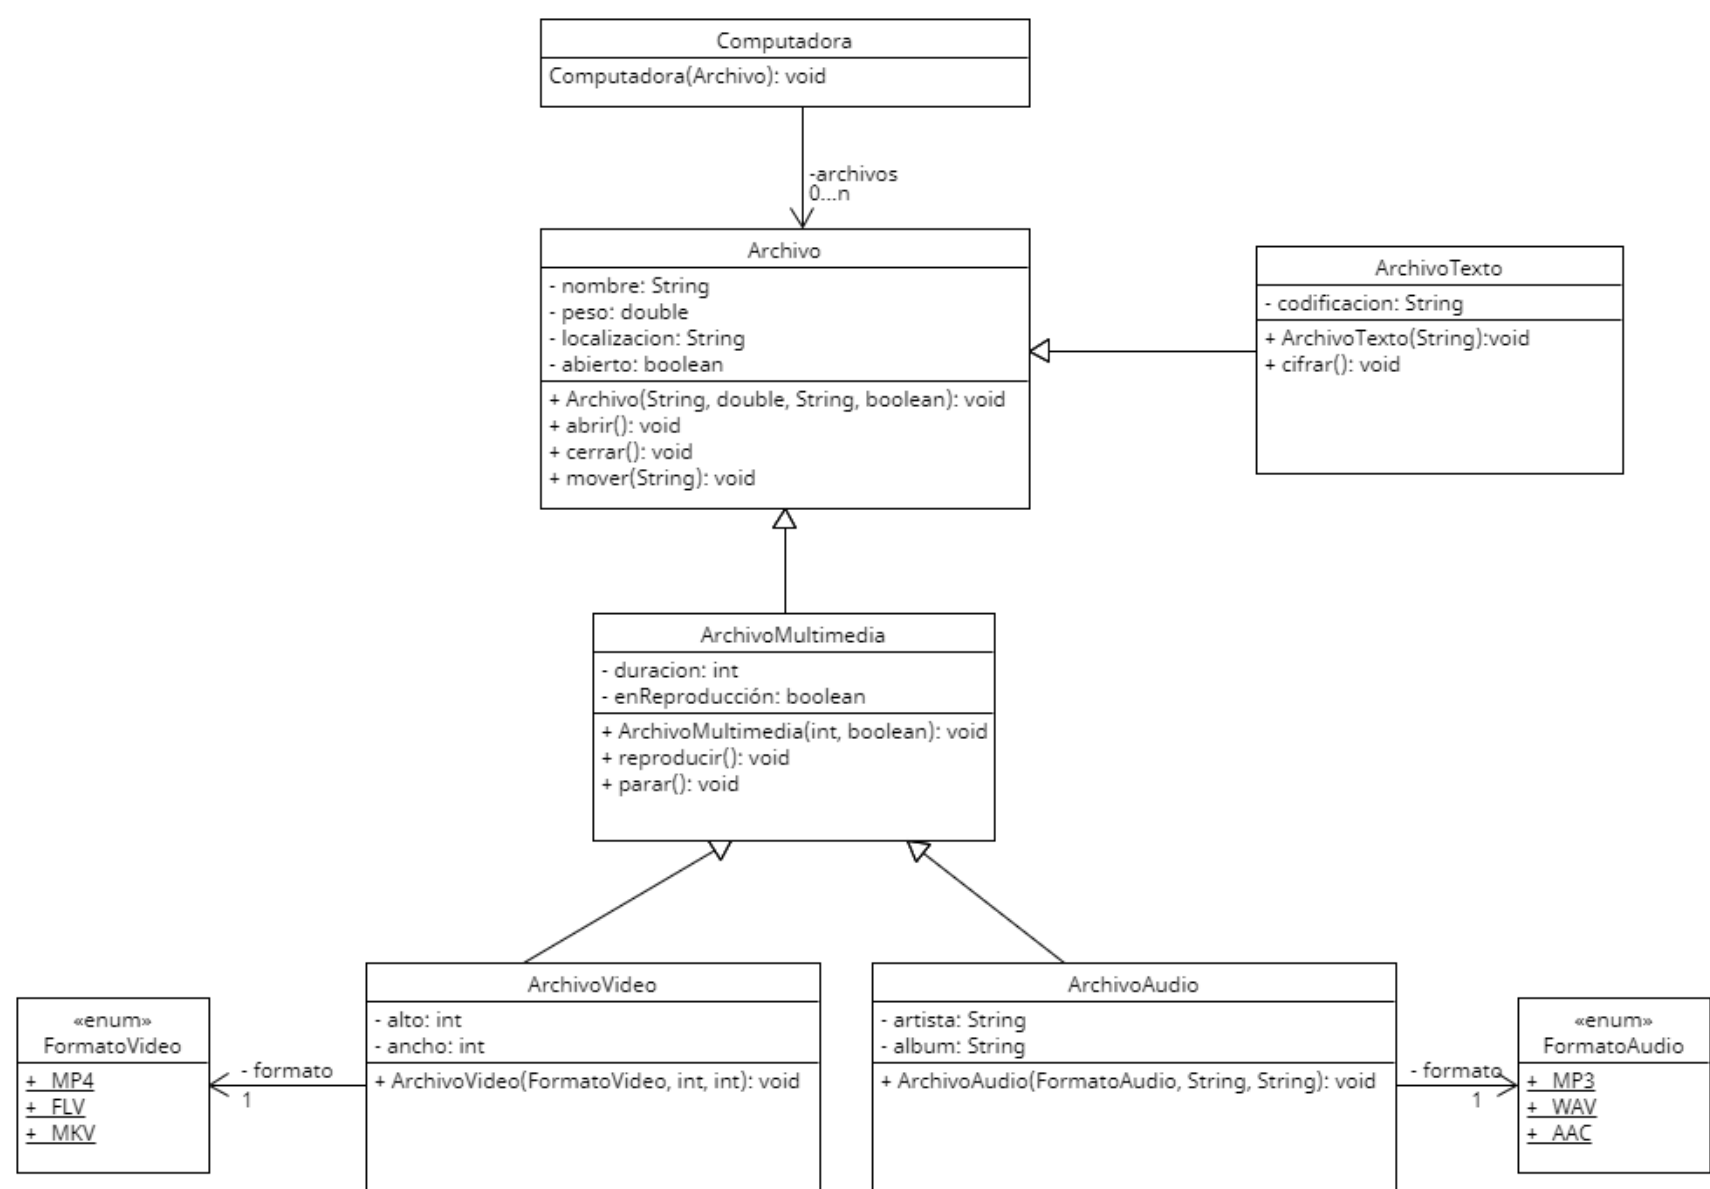 Computadora
Computadora(Archivo): void
-archivos
0...n
Archivo
- nombre: String
- peso: double
- localizacion: String
- abierto: boolean
+ Archivo(String, double, String, boolean): void
+ abrir(): void
+ cerrar(): void
+ mover(String): void
ArchivoTexto
- codificacion: String
+ ArchivoTexto(String):void
+ cifrar(): void
ArchivoMultimedia
- duracion: int
- enReproducción: boolean
+ ArchivoMultimedia(int, boolean): void
+ reproducir(): void
+ parar(): void
«enum»
FormatoVideo
+ MP4
+ FLV
+ MKV
- formato
1
ArchivoVideo
- alto: int
- ancho: int
+ ArchivoVideo(FormatoVideo, int, int): void
ArchivoAudio
- artista: String
- album: String
+ ArchivoAudio(FormatoAudio, String, String): void
- formato
1
«enum»
FormatoAudio
+ MP3
+ WAV
+ AAC